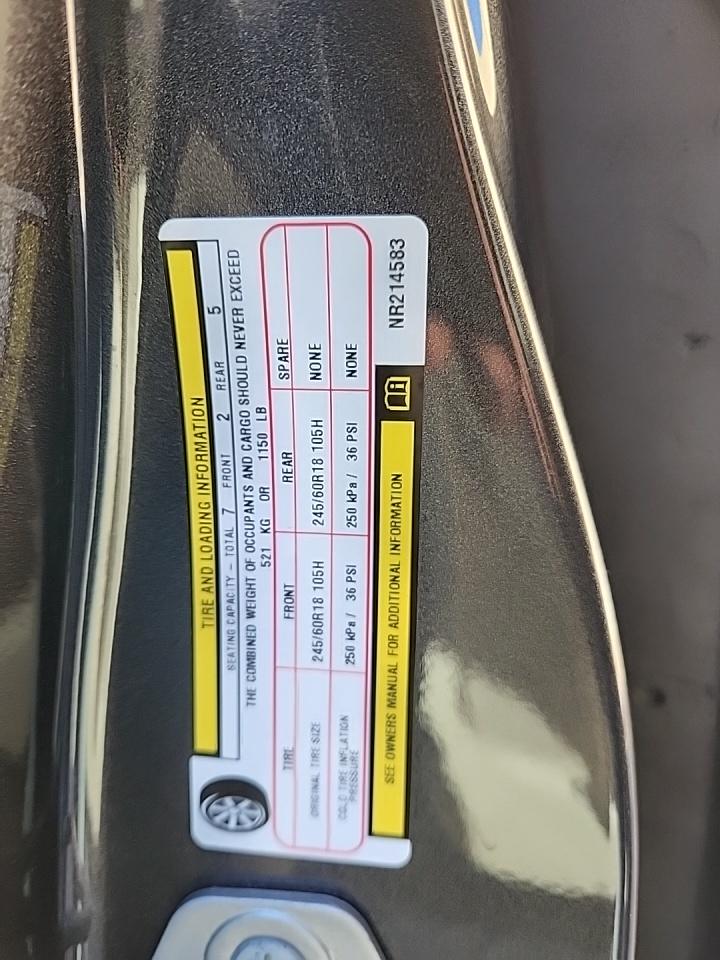 TIRE AND LOADING INFORMATION
SEATING CAPACITY – TOTAL 7 FRONT 2 REAR 5
THE COMBINED WEIGHT OF OCCUPANTS AND CARGO SHOULD NEVER EXCEED
521 KG OR 1150 LB
TIRE FRONT REAR SPARE
ORIGINAL TIRE SIZE 245/60R18 105H 245/60R18 105H NONE
COLD TIRE INFLATION PRESSURE 250 kPa / 36 PSI 250 kPa / 36 PSI NONE
SEE OWNERS MANUAL FOR ADDITIONAL INFORMATION
NR214583